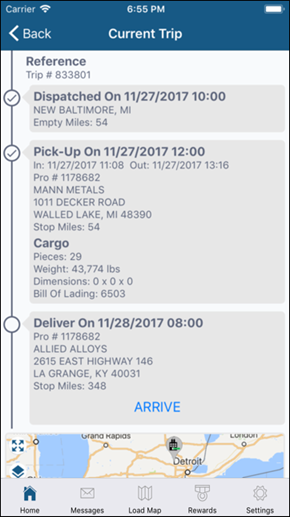 Carrier 6:55 PM
Back Current Trip
Reference
Trip # 833801
Dispatched On 11/27/2017 10:00
NEW BALTIMORE, MI
Empty Miles: 54
Pick-Up On 11/27/2017 12:00
In: 11/27/2017 11:08 Out: 11/27/2017 13:16
Pro # 1178682
MANN METALS
1011 DECKER ROAD
WALLED LAKE, MI 48390
Stop Miles: 54
Cargo
Pieces: 29
Weight: 43,774 lbs
Dimensions: 0 x 0 x 0
Bill Of Lading: 6503
Deliver On 11/28/2017 08:00
Pro # 1178682
ALLIED ALLOYS
2615 EAST HIGHWAY 146
LA GRANGE, KY 40031
Stop Miles: 348
ARRIVE
Grand Rapids London
Detroit
Home Messages Load Map Rewards Settings